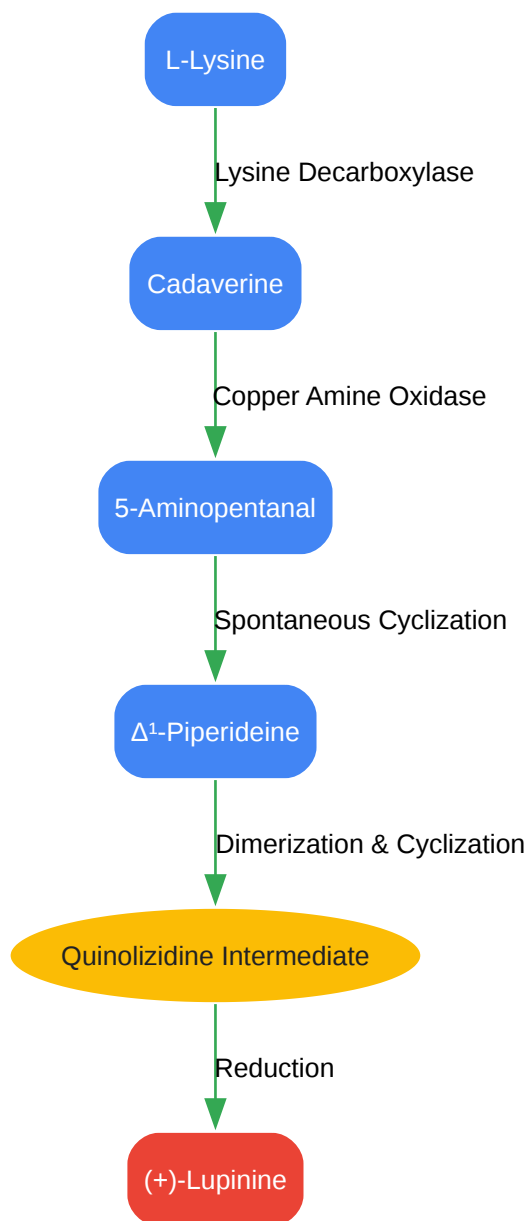 L-Lysine
Lysine Decarboxylase
Cadaverine
Copper Amine Oxidase
5-Aminopentanal
Spontaneous Cyclization
Δ¹-Piperideine
Dimerization & Cyclization
Quinolizidine Intermediate
Reduction
(+)-Lupinine